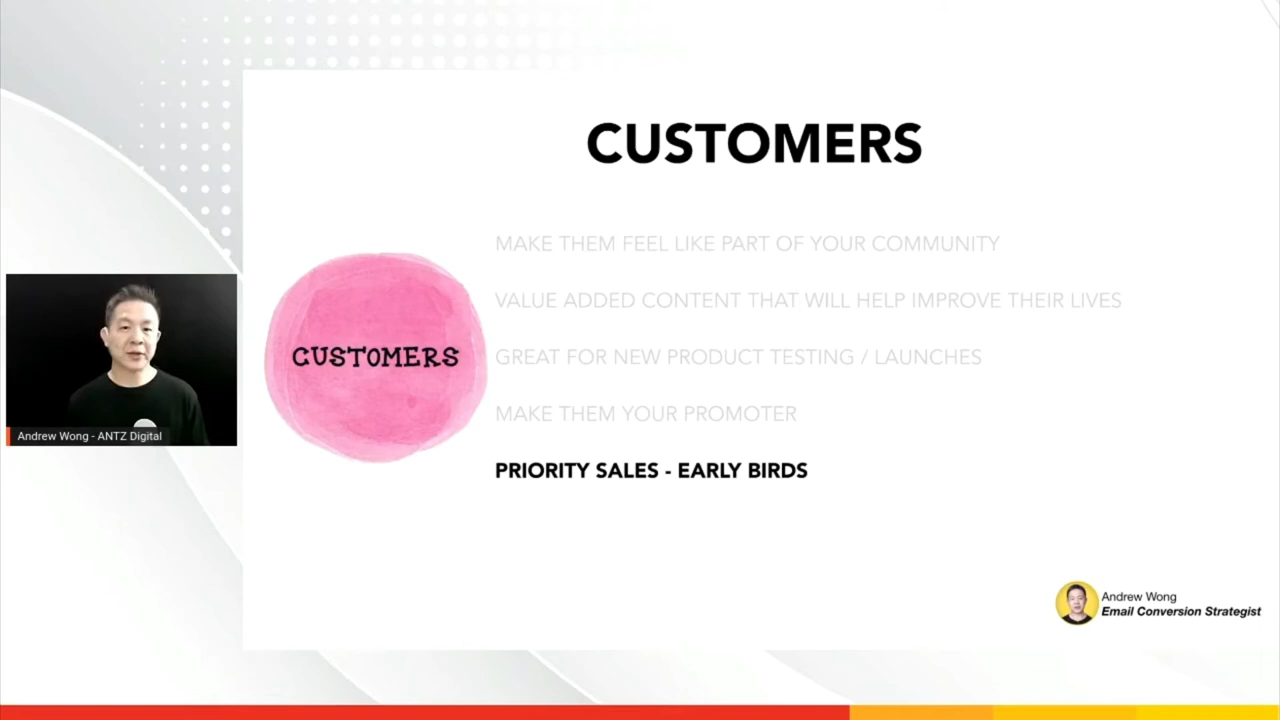 CUSTOMERS
MAKE THEM FEEL LIKE PART OF YOUR COMMUNITY
VALUE ADDED CONTENT THAT WILL HELP IMPROVE THEIR LIVES
CUSTOMERS
GREAT FOR NEW PRODUCT TESTING / LAUNCHES
MAKE THEM YOUR PROMOTER
PRIORITY SALES - EARLY BIRDS
Andrew Wong - ANTZ Digital
Andrew Wong
Email Conversion Strategist